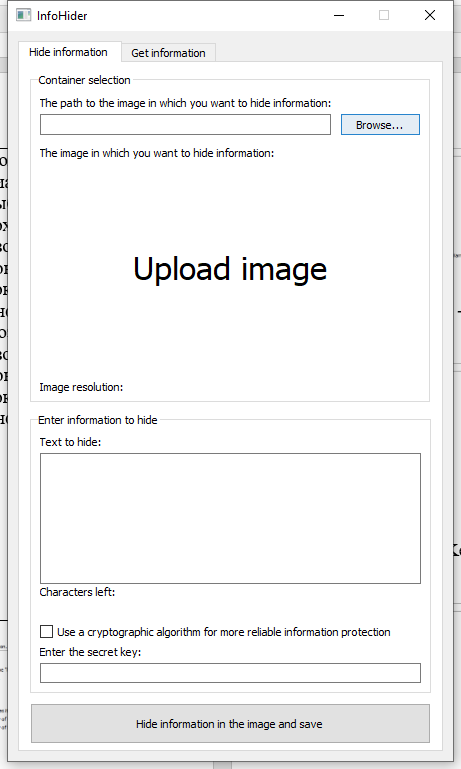 InfoHider
Hide information
Get information
Container selection
The path to the image in which you want to hide information:
Browse...
The image in which you want to hide information:
Upload image
Image resolution:
Enter information to hide
Text to hide:
Characters left:
Use a cryptographic algorithm for more reliable information protection
Enter the secret key:
Hide information in the image and save